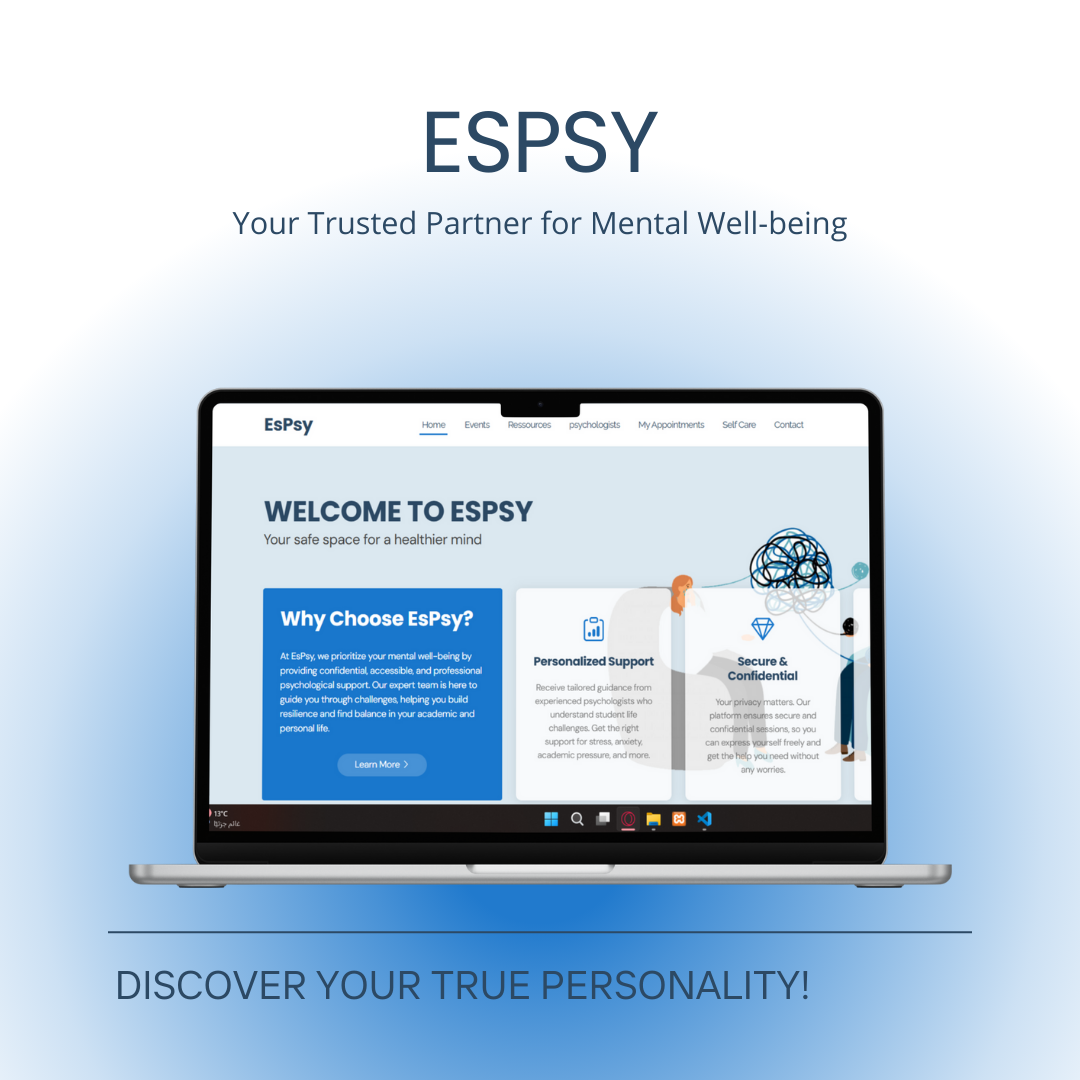 ESPSY
Your Trusted Partner for Mental Well-being
EsPsy
Home Events Ressources psychologists My Appointments Self Care Contact
WELCOME TO ESPSY
Your safe space for a healthier mind
Why Choose EsPsy?
At EsPsy, we prioritize your mental well-being by
providing confidential, accessible, and professional
psychological support. Our expert team is here to
guide you through challenges, helping you build
resilience and find balance in your academic and
personal life.
Learn More
Personalized Support
Receive tailored guidance from
experienced psychologists who
understand student life
challenges. Get the right
support for stress, anxiety,
academic pressure, and more.
Secure &
Confidential
Your privacy matters. Our
platform ensures secure and
confidential sessions, so you
can express yourself freely and
get the help you need without
any worries.
13°C
غائم جزئيًا
DISCOVER YOUR TRUE PERSONALITY!